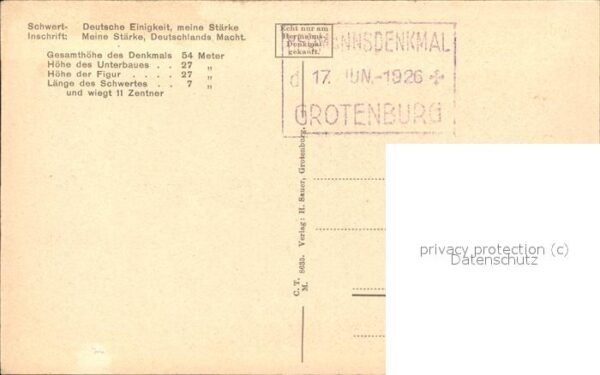 Schwert- Deutsche Einigkeit, meine Stärke
Inschrift: Meine Stärke, Deutschlands Macht.
Gesamthöhe des Denkmals 54 Meter
Höhe des Unterbaues . . 27 „
Höhe der Figur . . . . 27 „
Länge des Schwertes . . 7 „
und wiegt 11 Zentner
Echt nur am
Hermanns-
Denkmal
gekauft.
NNSDENKMAL
d 17. JUN.-1926 ✣
GROTENBURG
C. T. 8635. Verlag: H. Sauer, Grotenburg.
M.
privacy protection (c)
Datenschutz